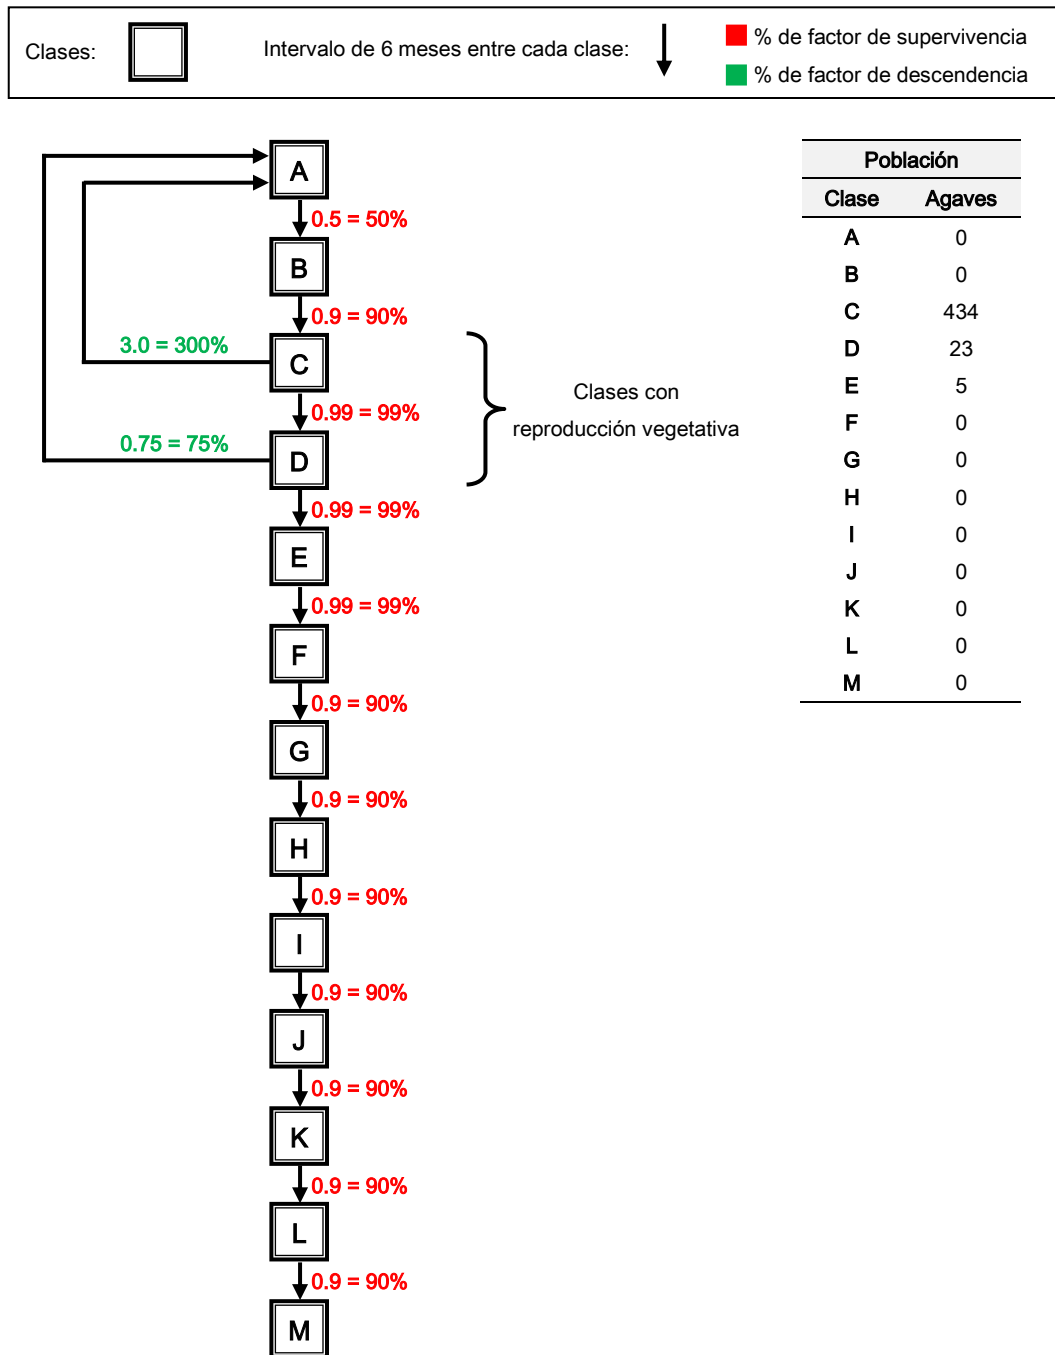 Clases:
Intervalo de 6 meses entre cada clase:
% de factor de supervivencia
% de factor de descendencia
A
0.5 = 50%
B
0.9 = 90%
3.0 = 300%
C
0.99 = 99%
0.75 = 75%
D
0.99 = 99%
E
0.99 = 99%
F
0.9 = 90%
G
0.9 = 90%
H
0.9 = 90%
I
0.9 = 90%
J
0.9 = 90%
K
0.9 = 90%
L
0.9 = 90%
M
Clases con
reproducción vegetativa
Población
Clase Agaves
A 0
B 0
C 434
D 23
E 5
F 0
G 0
H 0
I 0
J 0
K 0
L 0
M 0